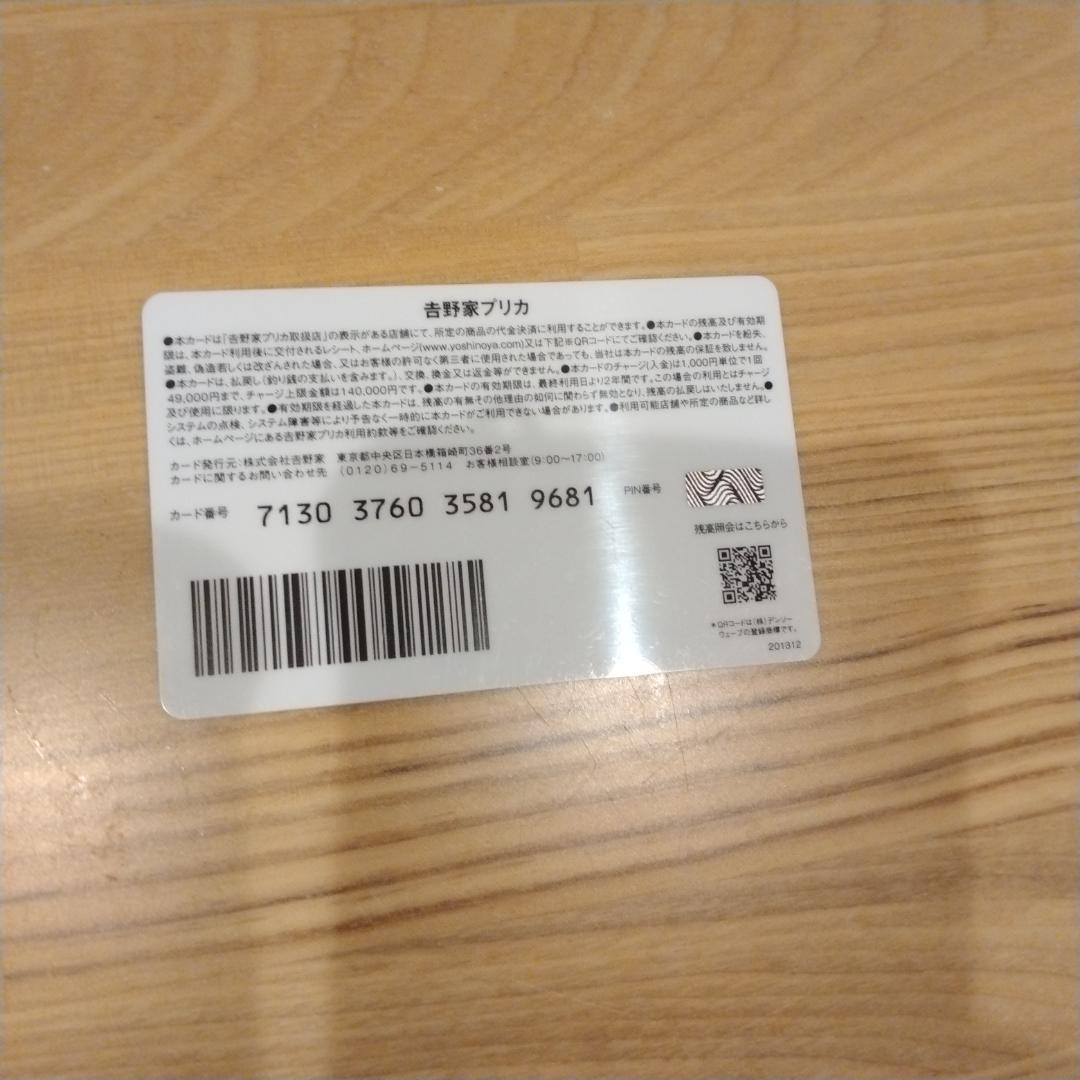 吉野家プリカ
●本カードは「吉野家プリカ取扱店」の表示がある店舗にて、所定の商品の代金決済に利用することができます。●本カードの残高及び有効期
限は、本カード利用後に交付されるレシート、ホームページ(www.yoshinoya.com)又は下記※QRコードにてご確認ください。●本カードを紛失、
盗難、偽造若しくは改ざんされた場合、又はお客様の許可なく第三者に使用された場合であっても、当社は本カードの残高の保証を致しません。
●本カードは、払戻し(釣り銭の支払いを含みます。)、交換、換金又は返金等ができません。●本カードのチャージ(入金)は1,000円単位で1回
49,000円まで、チャージ上限金額は140,000円です。●本カードの有効期限は、最終利用日より2年間です。この場合の利用とはチャージ
及び使用に限ります。●有効期限を経過した本カードは、残高の有無その他理由の如何に関わらず無効となり、残高の払戻しはいたしません。●
システムの点検、システム障害等により予告なく一時的に本カードがご利用できない場合があります。●利用可能店舗や所定の商品など詳し
くは、ホームページにある吉野家プリカ利用約款等をご確認ください。
カード発行元:株式会社吉野家 東京都中央区日本橋箱崎町36番2号
カードに関するお問い合わせ先 (0120)69-5114 お客様相談室(9:00~17:00)
カード番号 7130 3760 3581 9681 PIN番号
残高照会はこちらから
*QRコードは(株)デンソー
ウェーブの登録商標です。
201312